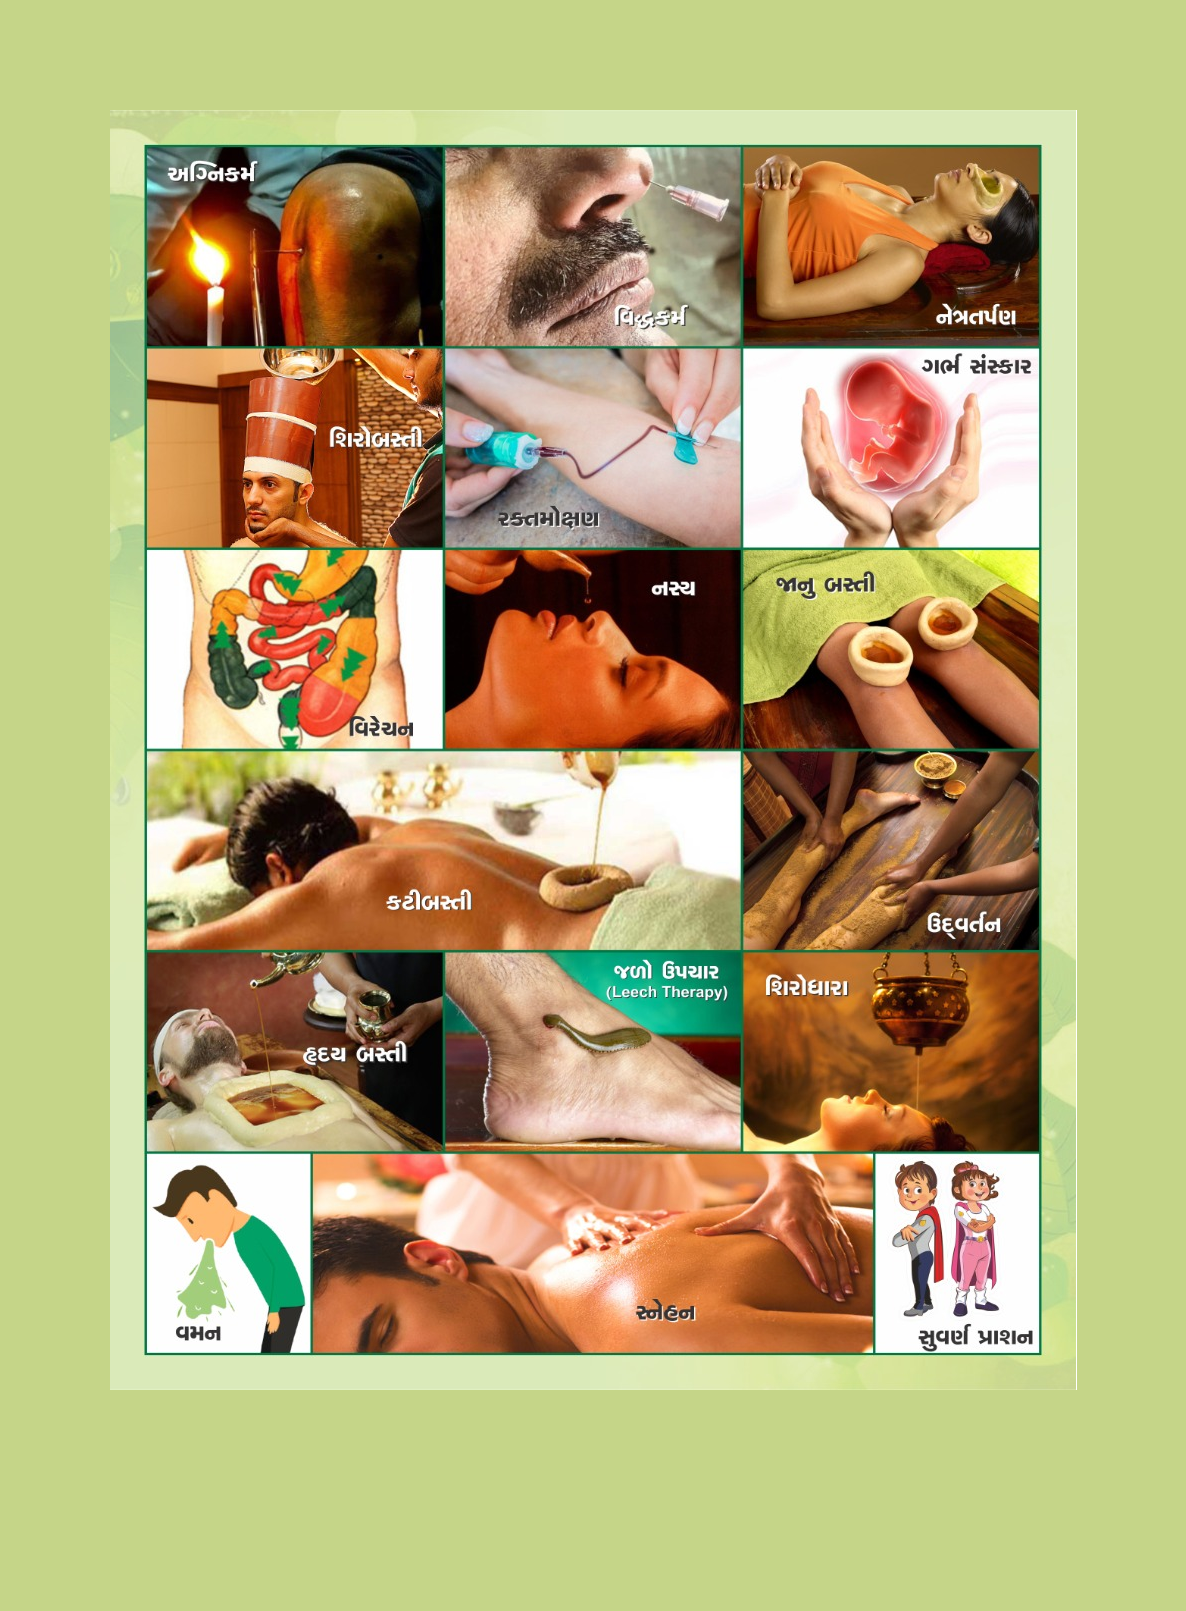 અગ્નિકર્મ
વિદ્ધકર્મ
નેત્રતર્પણ
શિરોબસ્તી
રક્તમોક્ષણ
ગર્ભ સંસ્કાર
વિરેચન
નસ્ય
જાનુ બસ્તી
કટીબસ્તી
ઉદ્‌વર્તન
હૃદય બસ્તી
જળો ઉપચાર
(Leech Therapy)
શિરોધારા
વમન
સ્નેહન
સુવર્ણ પ્રાશન